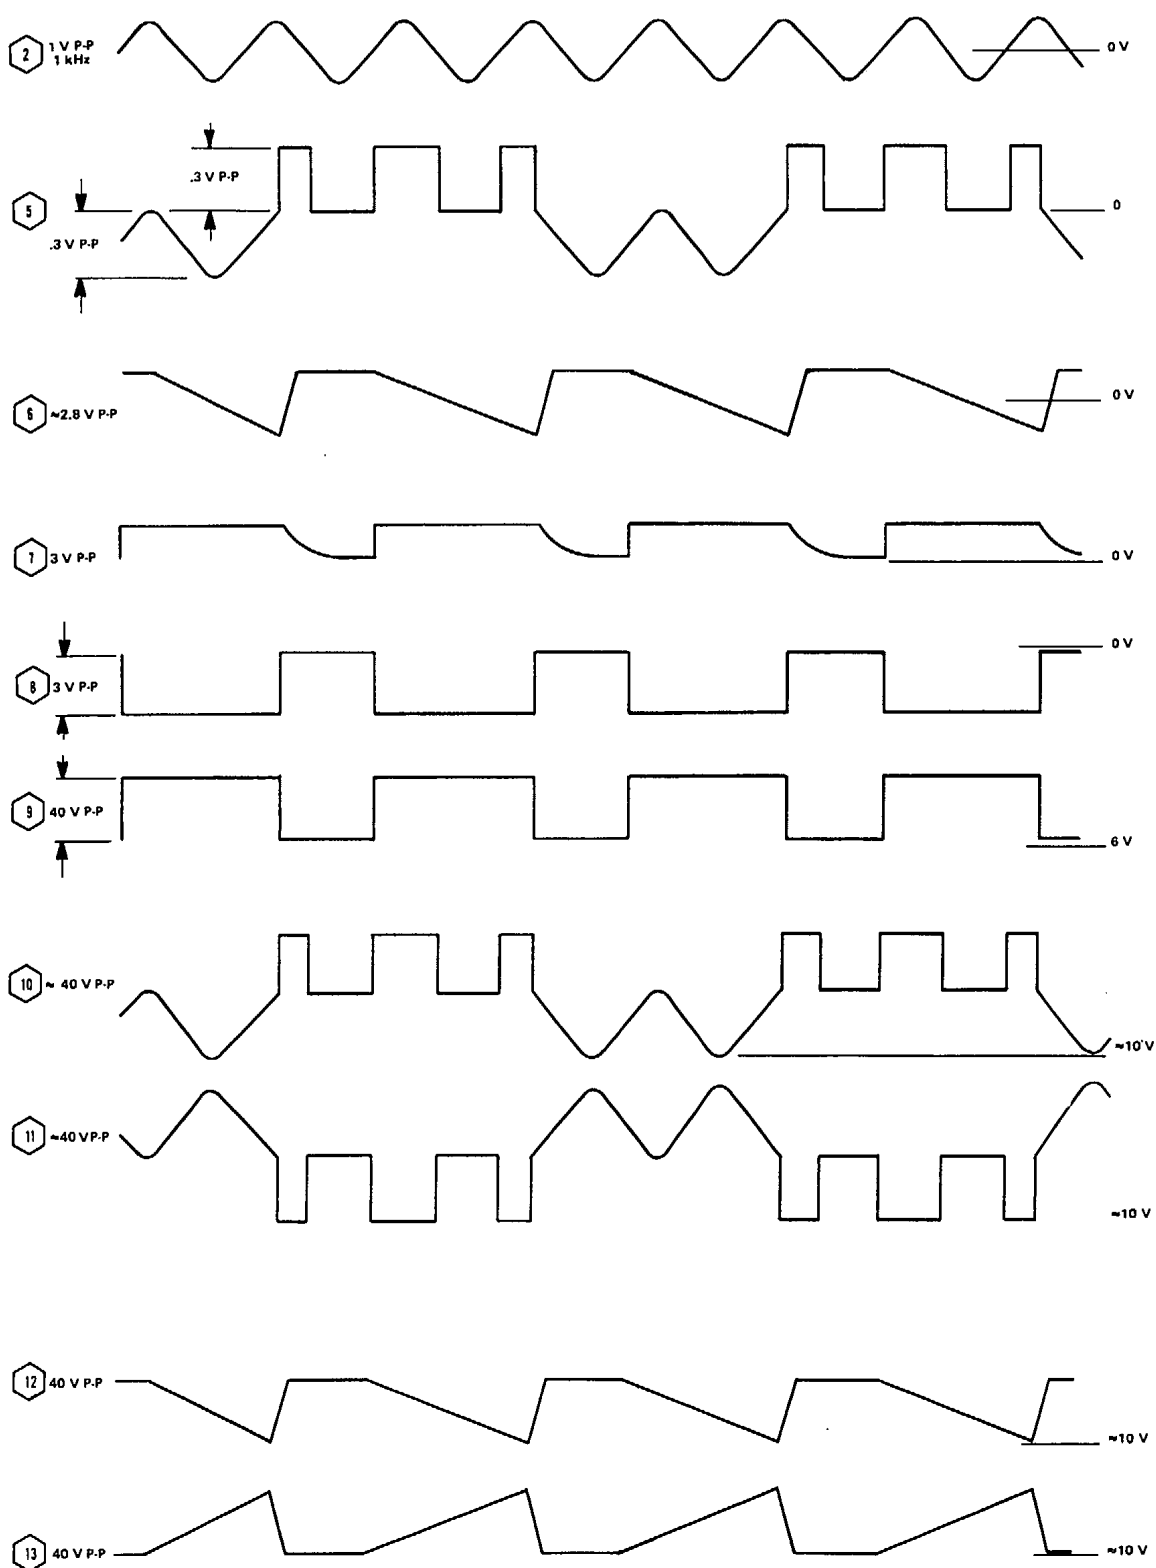 2 1 V P-P 0 V
1 kHz
.3 V P-P
5 0
.3 V P-P
6 ≈2.8 V P-P 0 V
7 3 V P-P 0 V
0 V
8 3 V P-P
9 40 V P-P
6 V
10 ≈ 40 V P-P
≈10 V
11 ≈40 V P-P
≈10 V
12 40 V P-P
≈10 V
13 40 V P-P ≈10 V